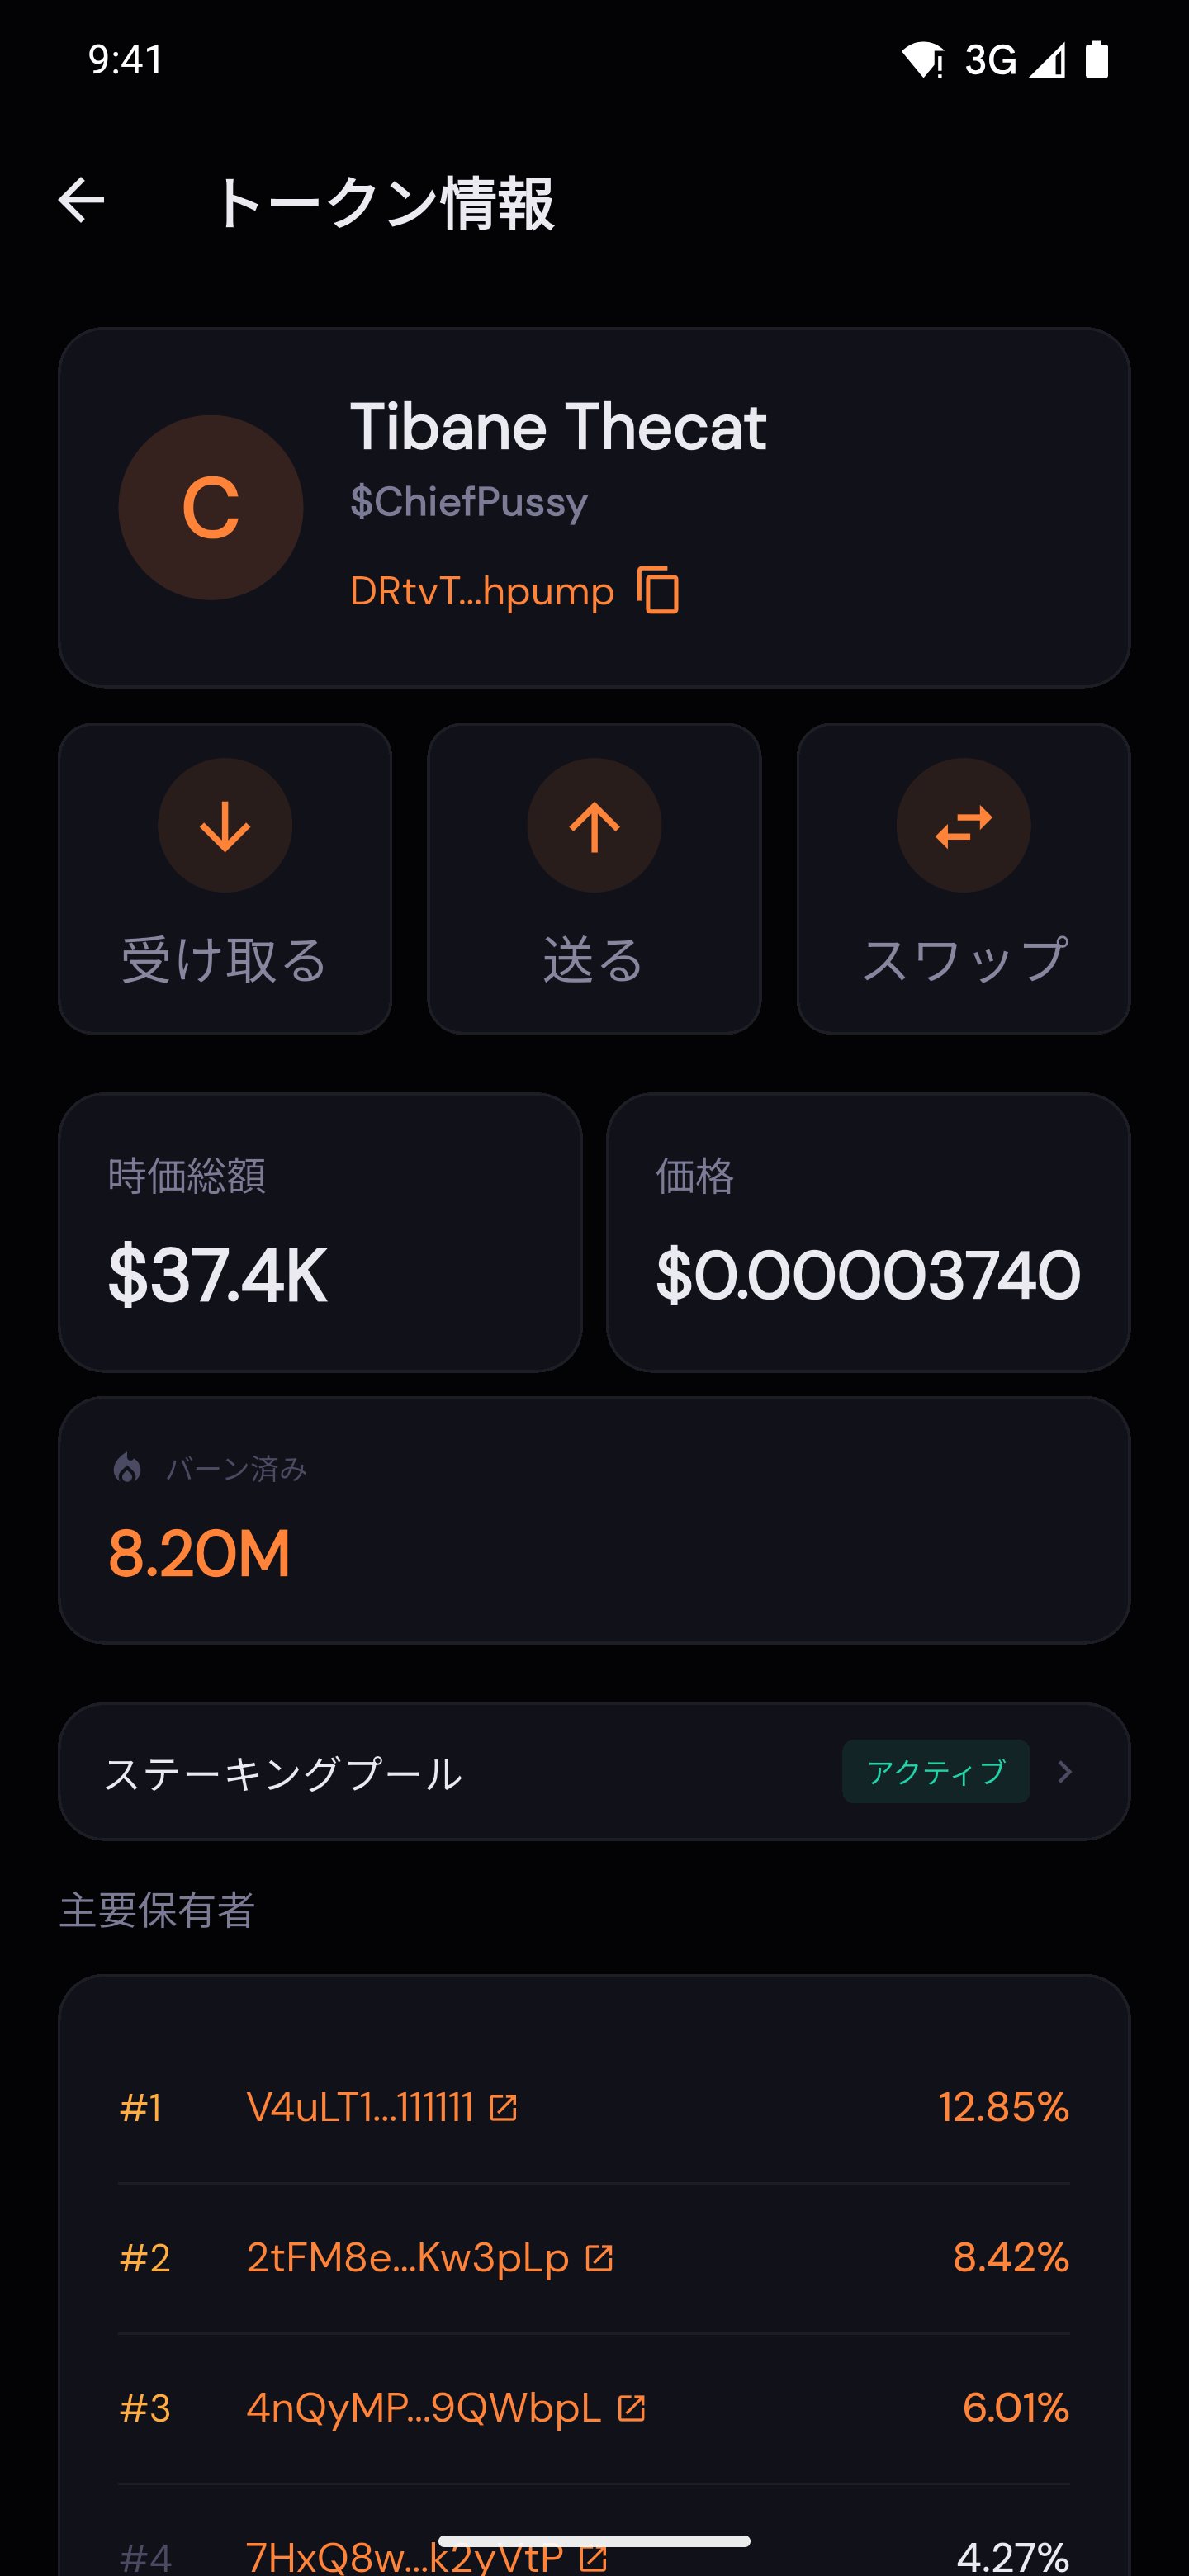 9:41
3G
トークン情報
C
Tibane Thecat
$ChiefPussy
DRtvT...hpump
受け取る
送る
スワップ
時価総額
$37.4K
価格
$0.00003740
バーン済み
8.20M
ステーキングプール
アクティブ
主要保有者
#1 V4uLT1...111111 12.85%
#2 2tFM8e...Kw3pLp 8.42%
#3 4nQyMP...9QWbpL 6.01%
#4 7HxQ8w...k2yVtP 4.27%